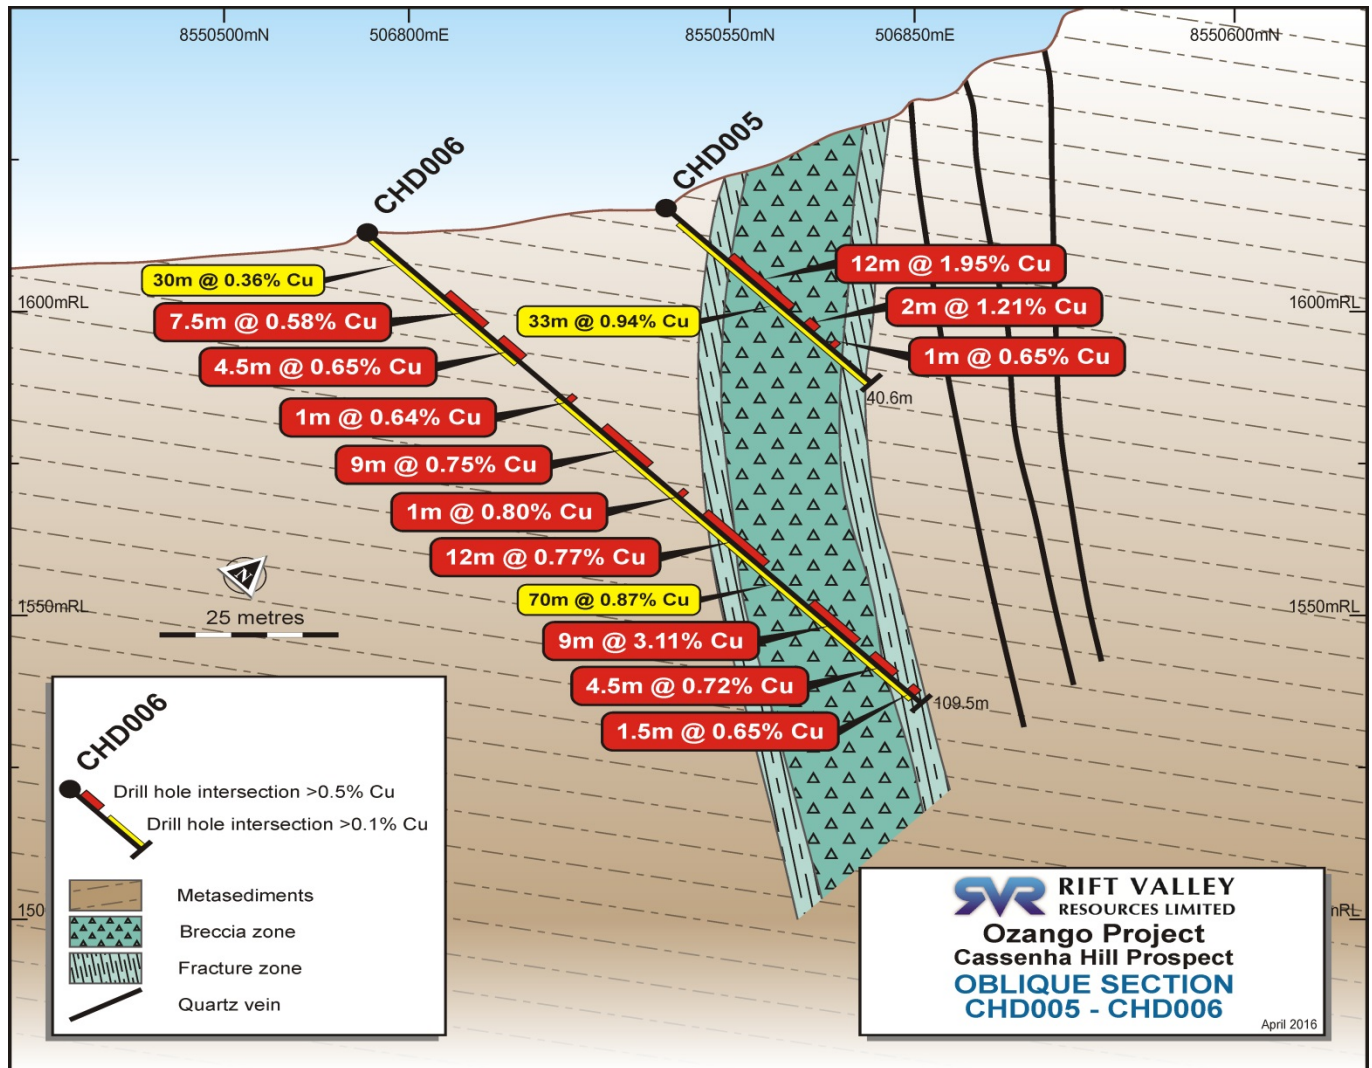 8550500mN
506800mE
8550550mN
506850mE
8550600mN
CHD006
CHD005
30m @ 0.36% Cu
7.5m @ 0.58% Cu
4.5m @ 0.65% Cu
1m @ 0.64% Cu
9m @ 0.75% Cu
1m @ 0.80% Cu
12m @ 0.77% Cu
70m @ 0.87% Cu
9m @ 3.11% Cu
4.5m @ 0.72% Cu
1.5m @ 0.65% Cu
109.5m
33m @ 0.94% Cu
12m @ 1.95% Cu
2m @ 1.21% Cu
1m @ 0.65% Cu
40.6m
1600mRL
1600mRL
1550mRL
1550mRL
N
25 metres
CHD006
Drill hole intersection >0.5% Cu
Drill hole intersection >0.1% Cu
Metasediments
Breccia zone
Fracture zone
Quartz vein
150
mRL
RVR RIFT VALLEY
RESOURCES LIMITED
Ozango Project
Cassenha Hill Prospect
OBLIQUE SECTION
CHD005 - CHD006
April 2016